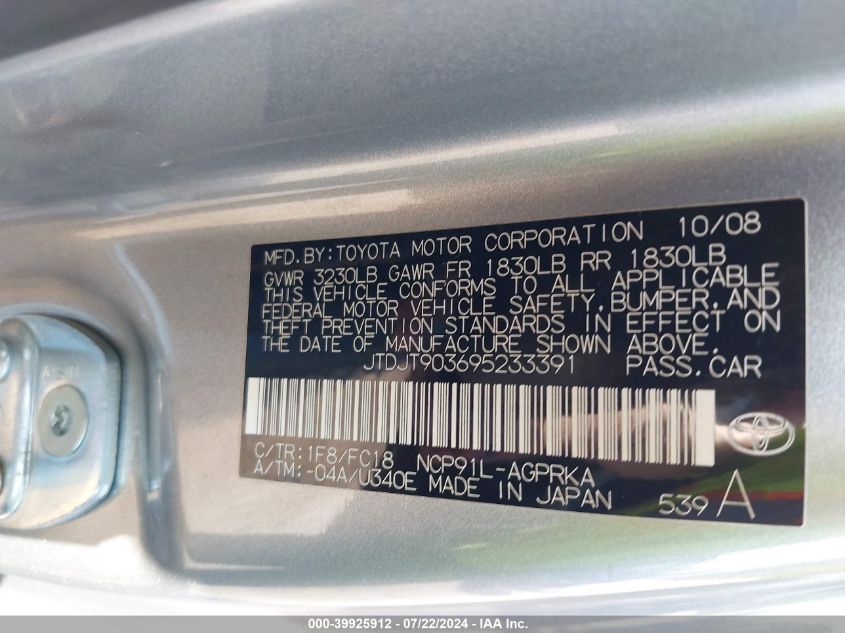 MFD.BY:TOYOTA MOTOR CORPORATION 10/08
GVWR 3230LB GAWR FR 1830LB RR 1830LB
THIS VEHICLE CONFORMS TO ALL APPLICABLE
FEDERAL MOTOR VEHICLE SAFETY,BUMPER,AND
THEFT PREVENTION STANDARDS IN EFFECT ON
THE DATE OF MANUFACTURE SHOWN ABOVE.
JTDJT903695233391 PASS.CAR
C/TR:1F8/FC18 NCP91L-AGPRKA
A/TM:-04A/U340E MADE IN JAPAN
539 A
000-39925912 - 07/22/2024 - IAA Inc.